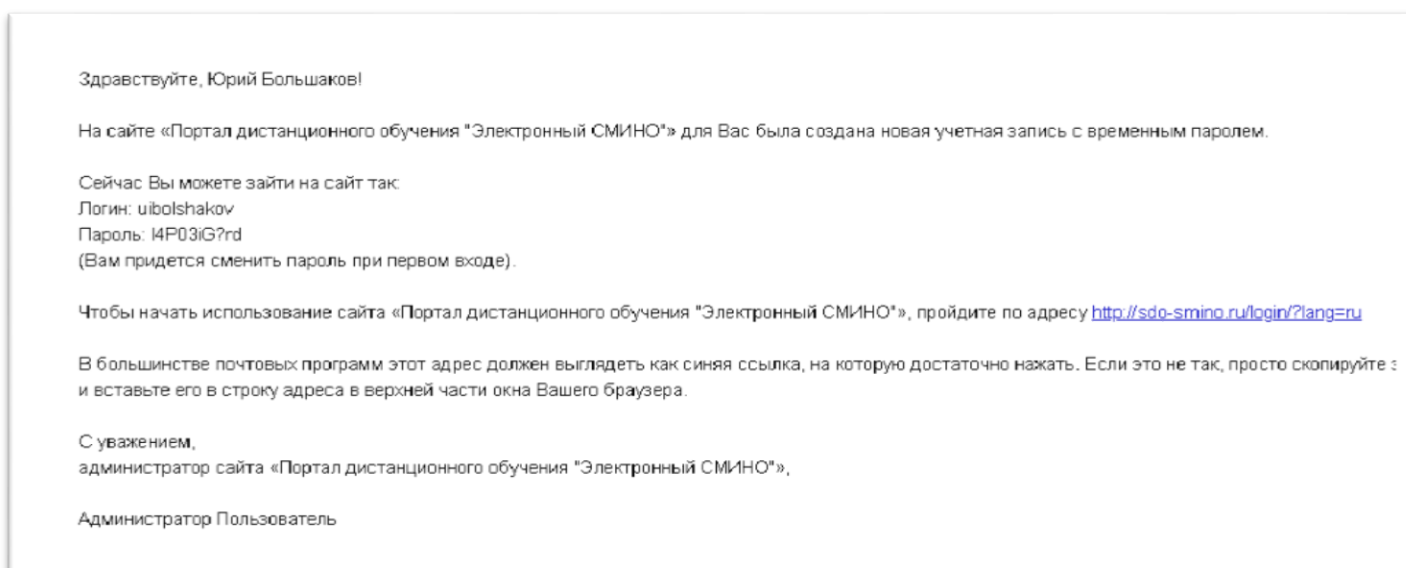 Здравствуйте, Юрий Большаков!
На сайте «Портал дистанционного обучения "Электронный СМИНО"» для Вас была создана новая учетная запись с временным паролем.
Сейчас Вы можете зайти на сайт так:
Логин: uibolshakov
Пароль: I4P03iG?rd
(Вам придется сменить пароль при первом входе).
Чтобы начать использование сайта «Портал дистанционного обучения "Электронный СМИНО"», пройдите по адресу http://sdo-smino.ru/login/?lang=ru
В большинстве почтовых программ этот адрес должен выглядеть как синяя ссылка, на которую достаточно нажать. Если это не так, просто скопируйте
и вставьте его в строку адреса в верхней части окна Вашего браузера.
С уважением,
администратор сайта «Портал дистанционного обучения "Электронный СМИНО"»,
Администратор Пользователь